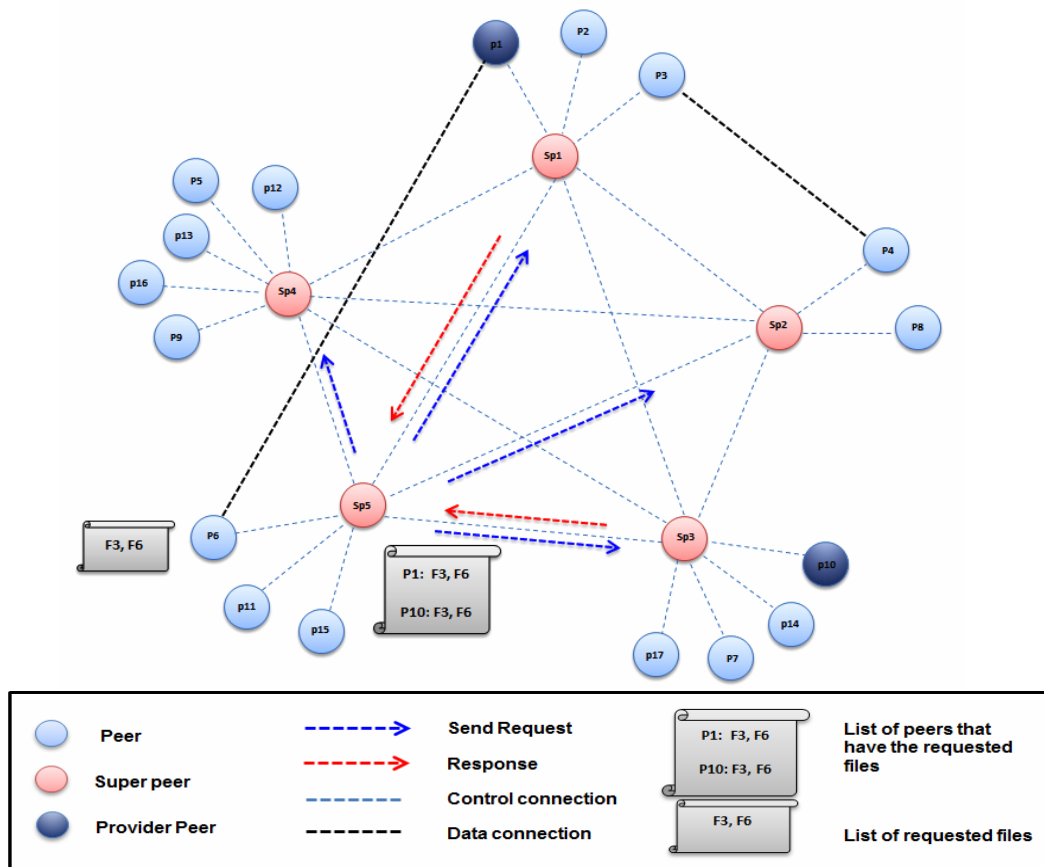 p1
P2
P3
Sp1
P5
p12
p13
P4
p16
Sp4
Sp2
P8
P9
Sp5
F3, F6
P6
Sp3
P1: F3, F6
P10: F3, F6
p10
p11
p15
p14
p17
P7
Peer
Super peer
Provider Peer
Send Request
Response
Control connection
Data connection
P1: F3, F6
P10: F3, F6
F3, F6
List of peers that
have the requested
files
List of requested files